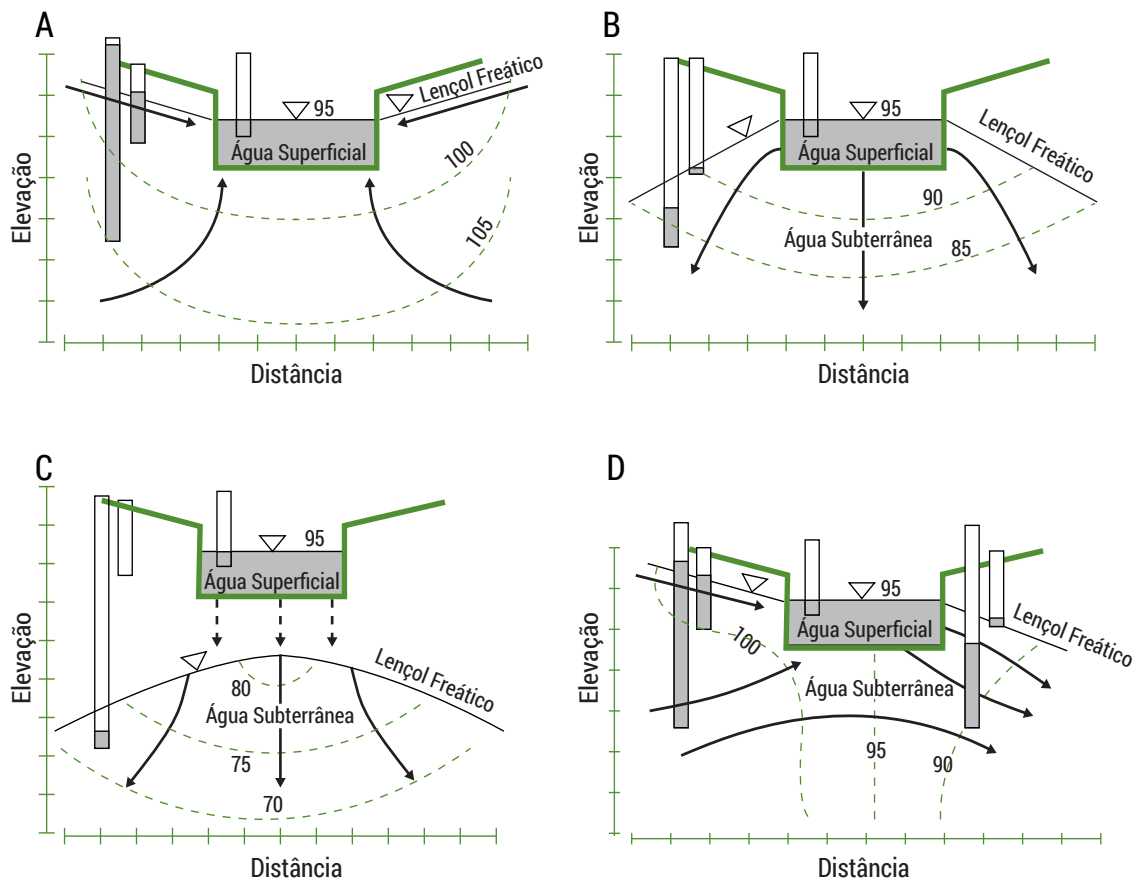 A
Elevação
95
Lençol Freático
Água Superficial
100
105
Distância
B
Elevação
95
Lençol Freático
Água Superficial
90
Água Subterrânea
85
Distância
C
Elevação
95
Água Superficial
Lençol Freático
80
Água Subterrânea
75
70
Distância
D
Elevação
95
Água Superficial
Lençol Freático
100
Água Subterrânea
95
90
Distância